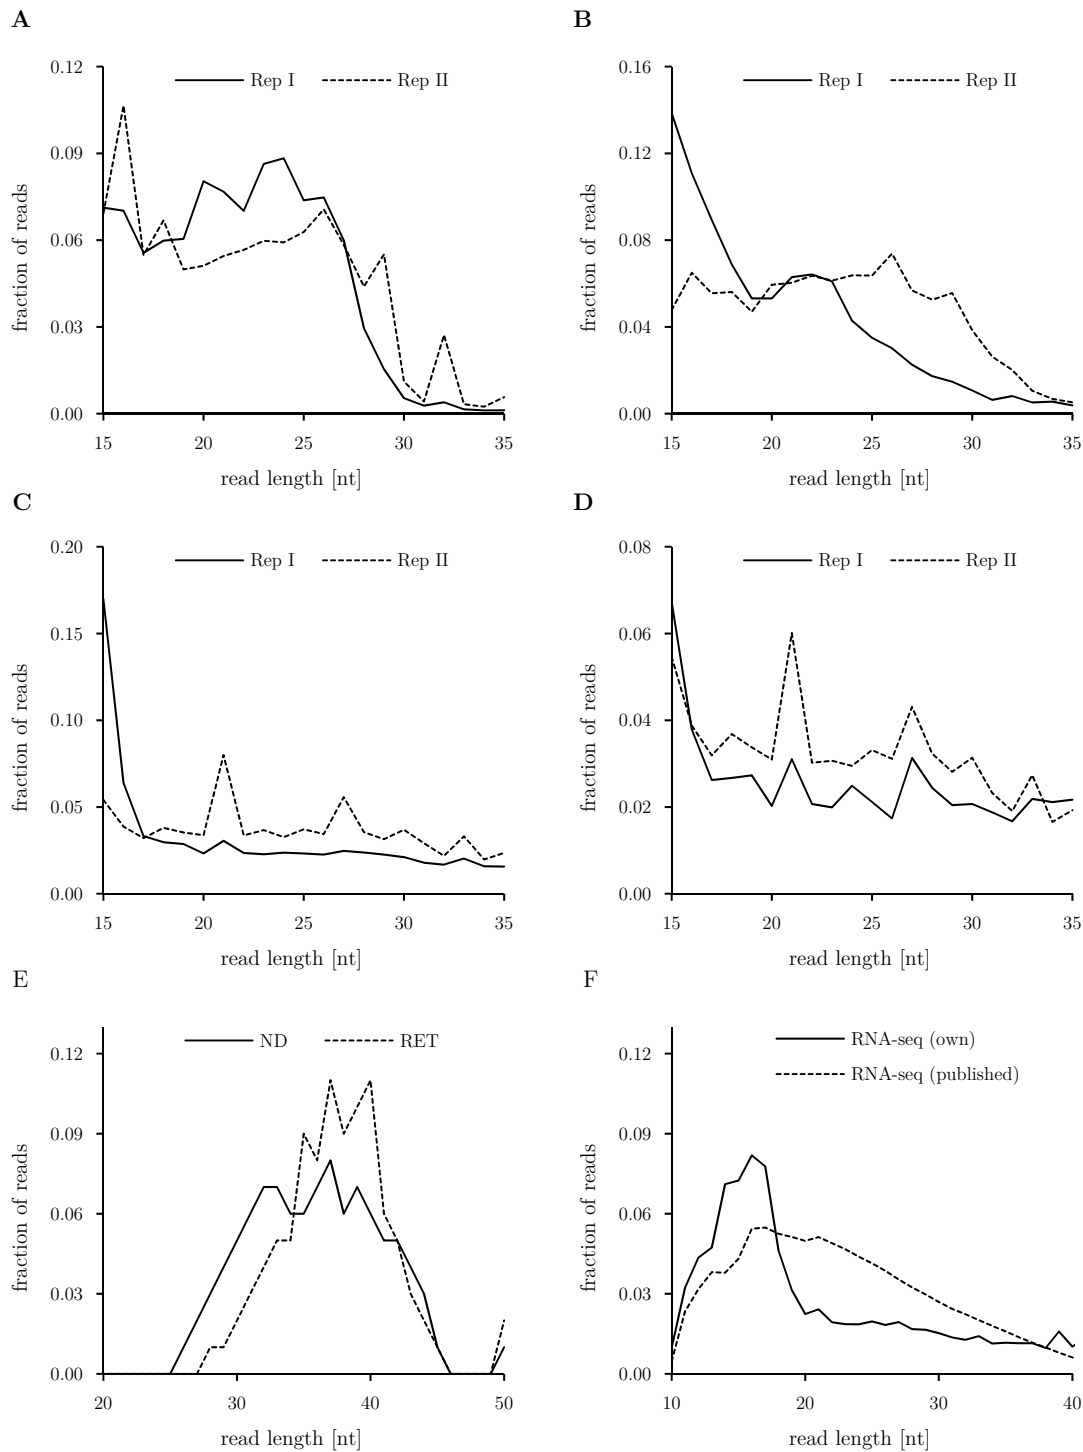 A
0.12
0.09
0.06
0.03
0.00
fraction of reads
Rep I
Rep II
15 20 25 30 35
read length [nt]
B
0.16
0.12
0.08
0.04
0.00
fraction of reads
Rep I
Rep II
15 20 25 30 35
read length [nt]
C
0.20
0.15
0.10
0.05
0.00
fraction of reads
Rep I
Rep II
15 20 25 30 35
read length [nt]
D
0.08
0.06
0.04
0.02
0.00
fraction of reads
Rep I
Rep II
15 20 25 30 35
read length [nt]
E
0.12
0.09
0.06
0.03
0.00
fraction of reads
ND
RET
20 30 40 50
read length [nt]
F
0.12
0.09
0.06
0.03
0.00
fraction of reads
RNA-seq (own)
RNA-seq (published)
10 20 30 40
read length [nt]